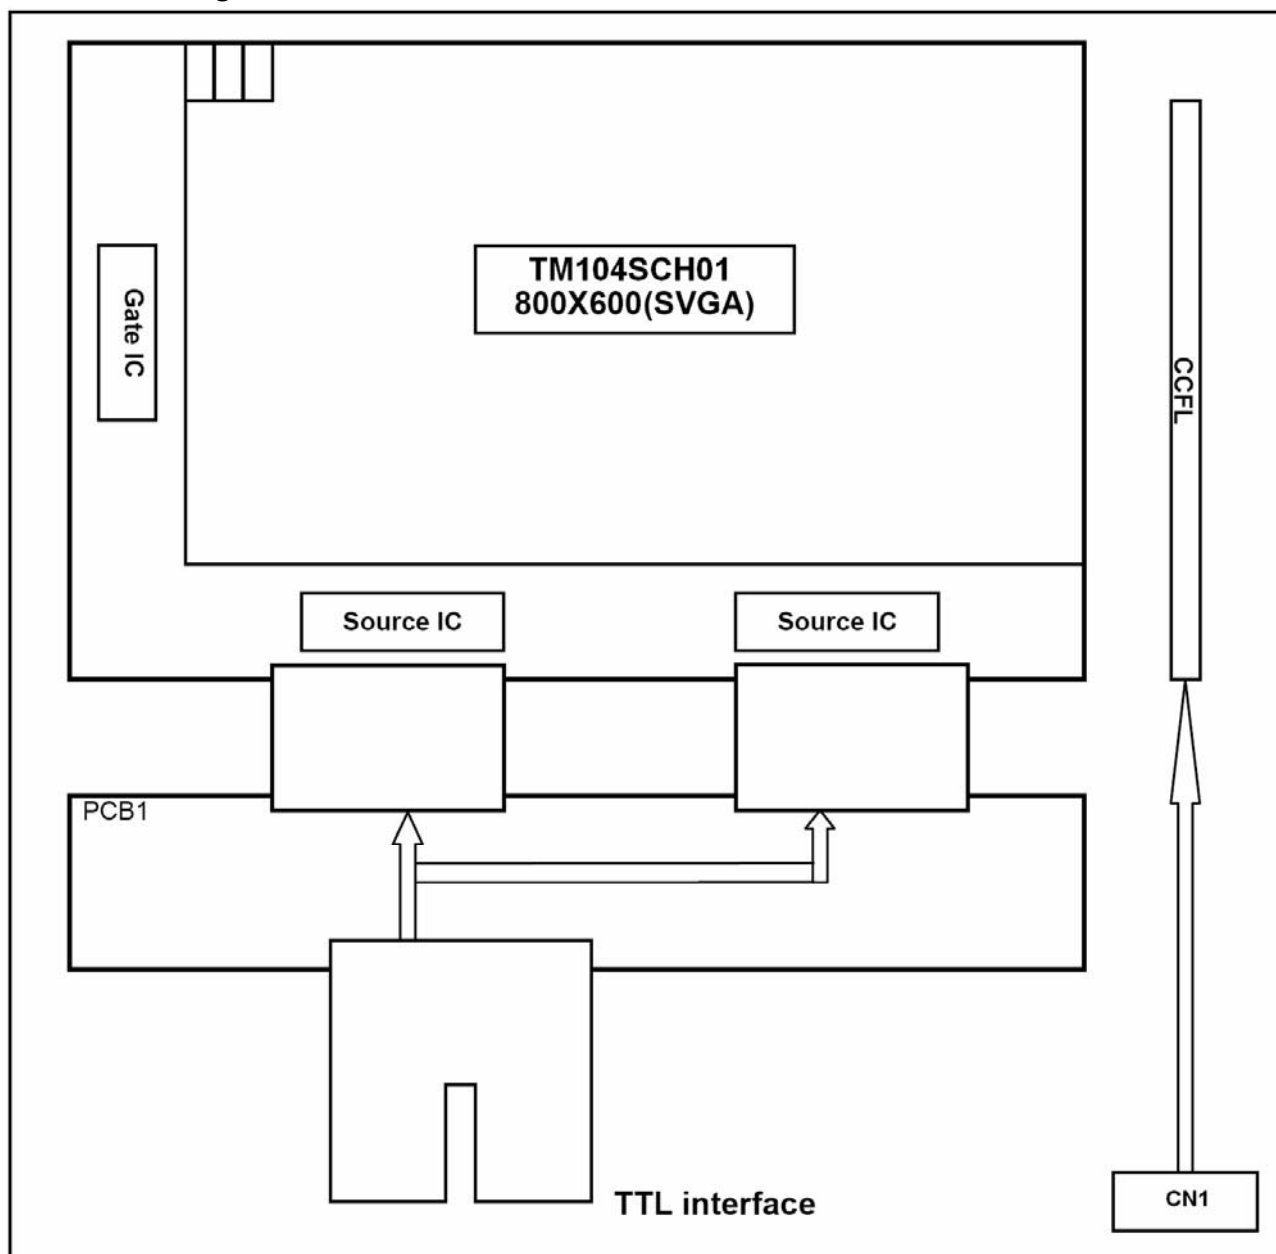 TM104SCH01
800X600(SVGA)
Gate IC
CCFL
Source IC
Source IC
PCB1
TTL interface
CN1